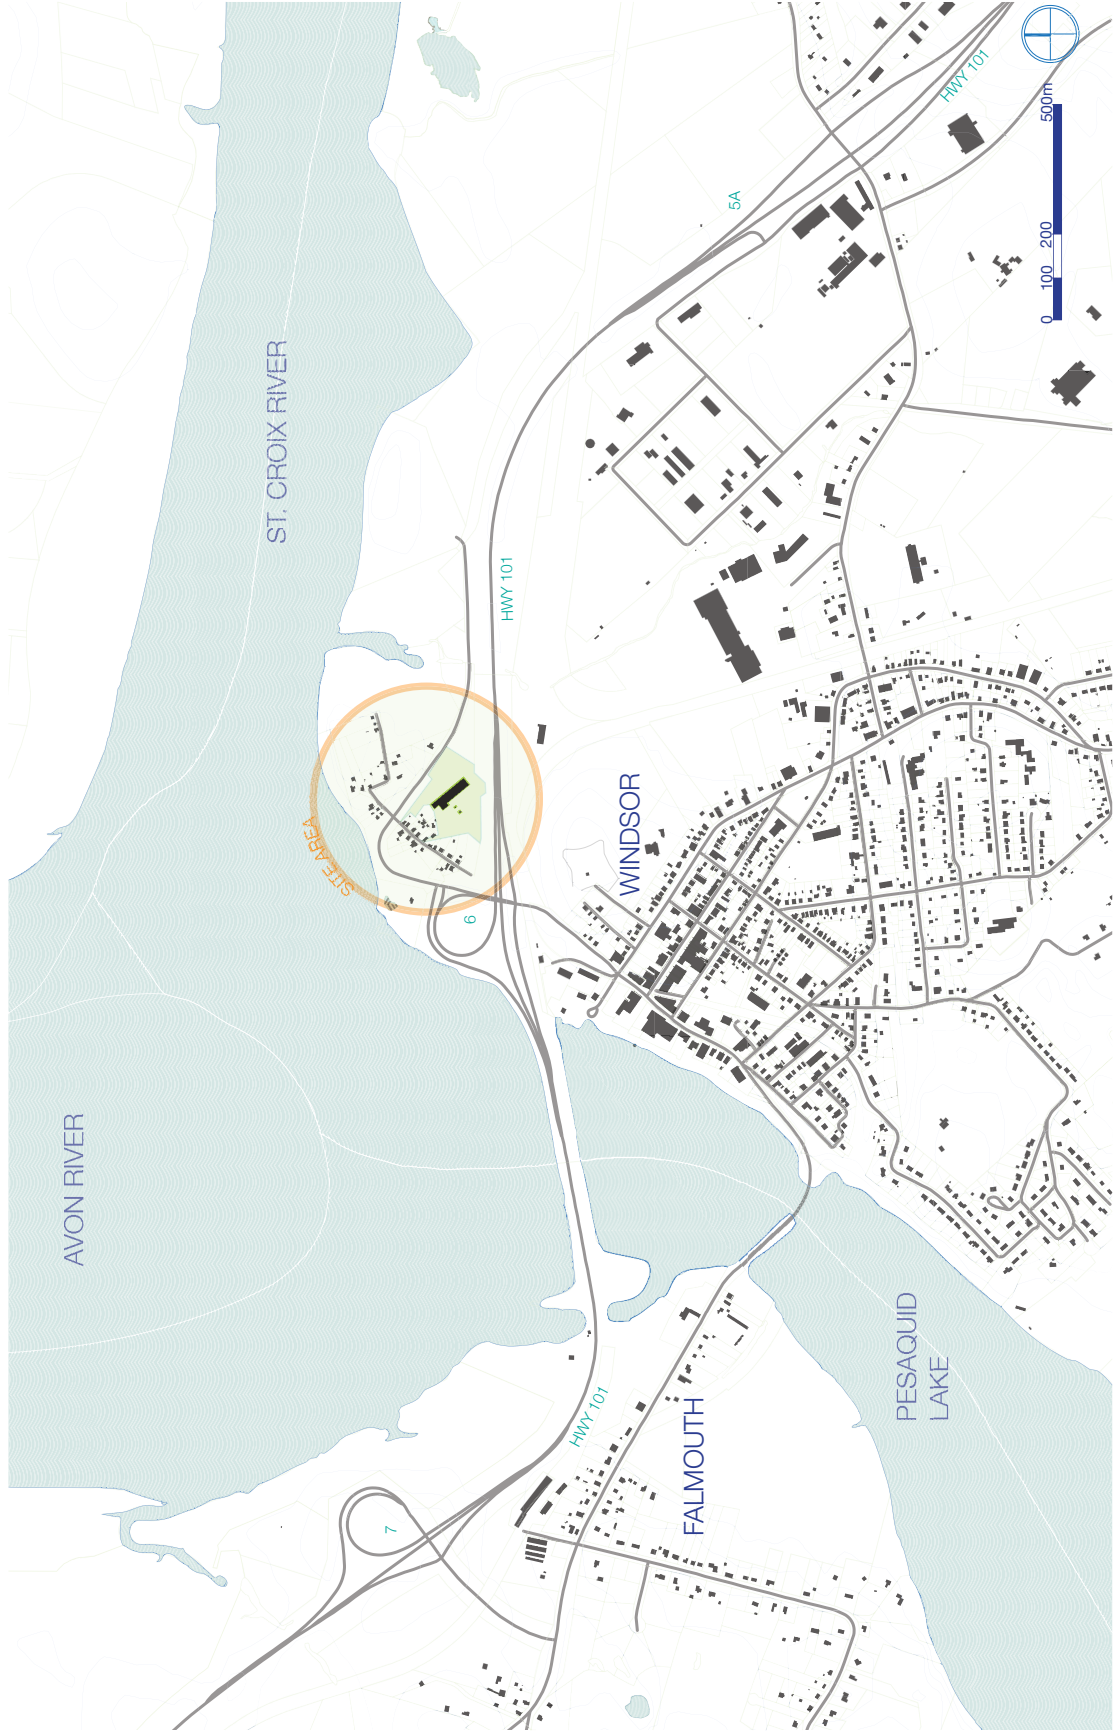 AVON RIVER
ST. CROIX RIVER
SITE AREA
7
6
HWY 101
HWY 101
5A
HWY 101
WINDSOR
FALMOUTH
PESAQUID
LAKE
0 100 200 500m